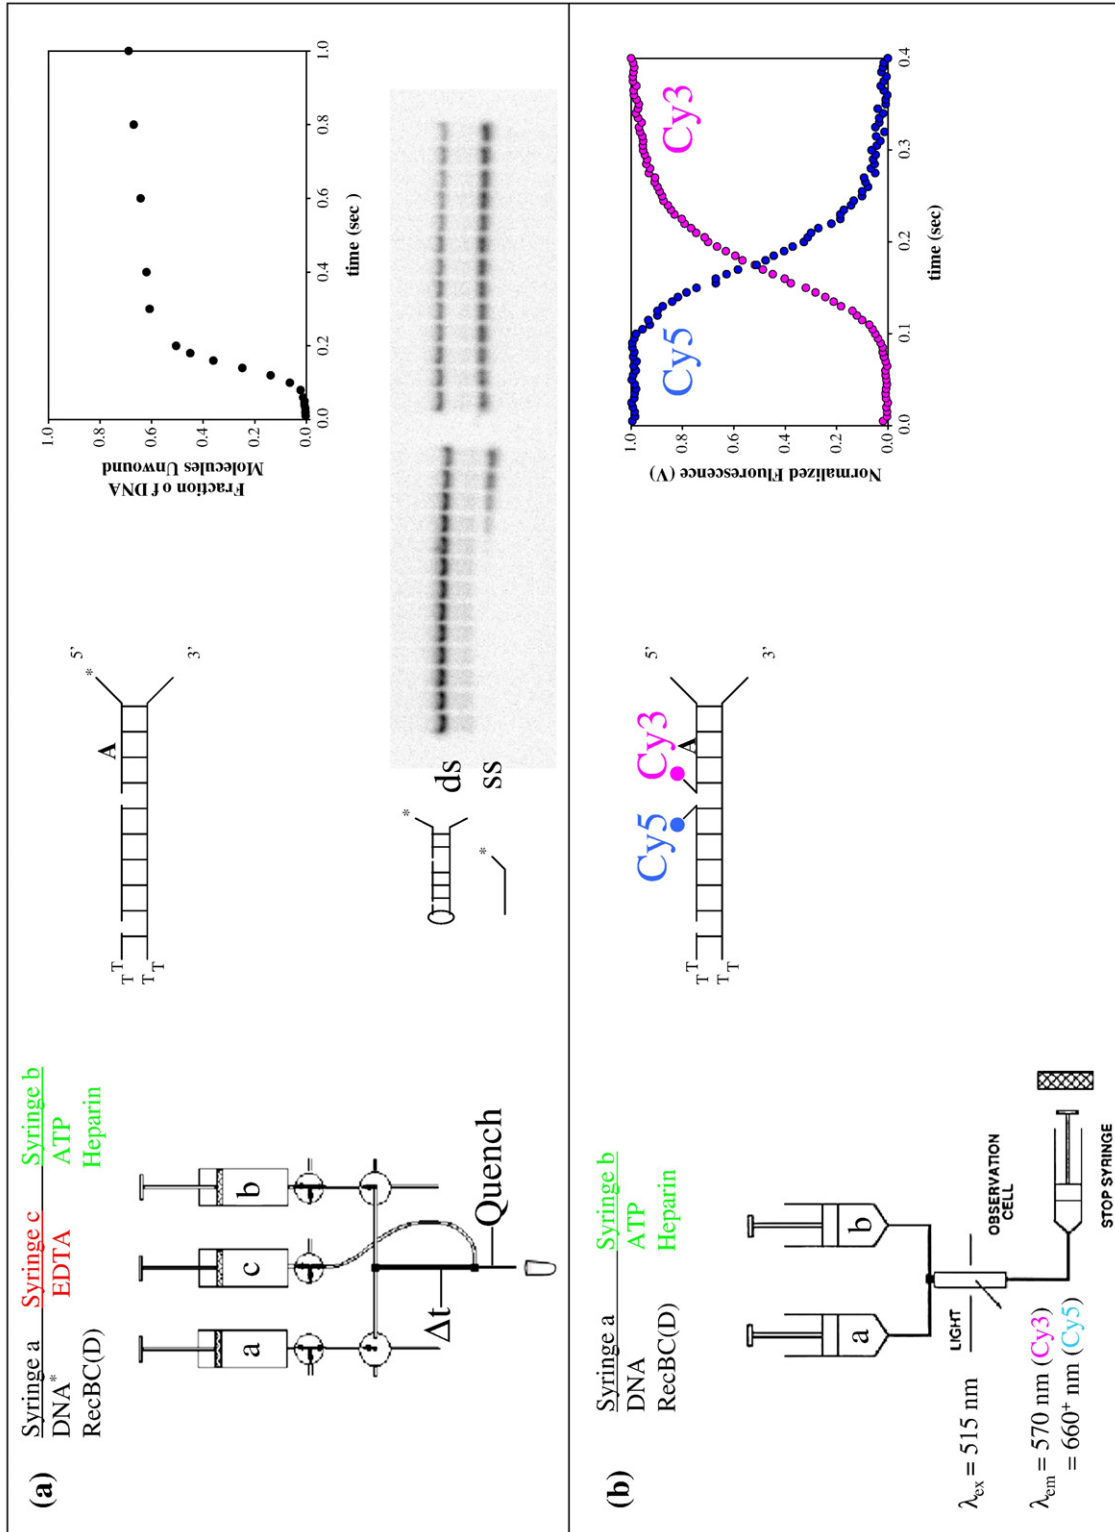 (a)
Syringe a
DNA*
RecBC(D)
Syringe c
EDTA
Syringe b
ATP
Heparin
a
c
b
Δt
Quench
T
T
T
T
A
*
5'
3'
Fraction of DNA
Molecules Unwound
1.0
0.8
0.6
0.4
0.2
0.0
0.0
0.2
0.4
0.6
0.8
1.0
time (sec )
*
ds
*
ss
(b)
Syringe a
DNA
RecBC(D)
Syringe b
ATP
Heparin
a
b
LIGHT
OBSERVATION
CELL
STOP SYRINGE
λex = 515 nm
λem = 570 nm (Cy3)
= 660+ nm (Cy5)
T
T
T
T
Cy5
Cy3
A
5'
3'
Normalized Fluorescence (V)
1.0
0.8
0.6
0.4
0.2
0.0
Cy5
Cy3
0.0
0.1
0.2
0.3
0.4
time (sec)